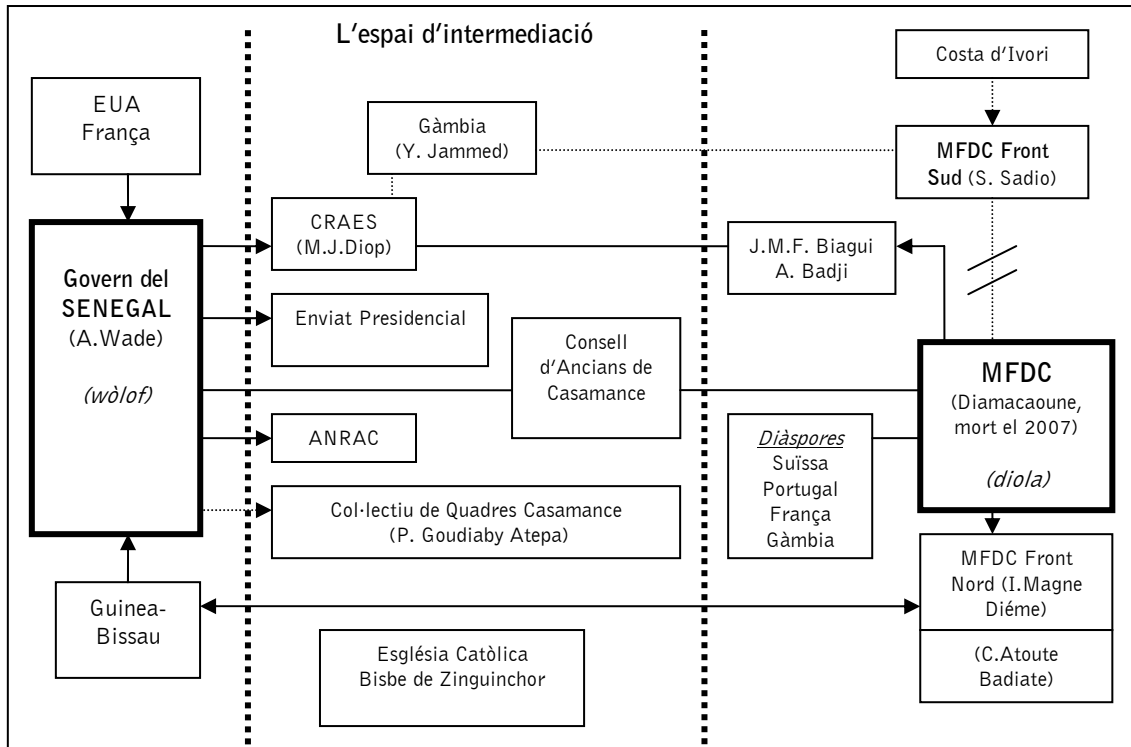 L'espai d'intermediació
EUA
França
Govern del
SENEGAL
(A.Wade)
(wòlof)
Guinea-
Bissau
Gàmbia
(Y. Jammed)
CRAES
(M.J.Diop)
Enviat Presidencial
Consell
d'Ancians de
Casamance
ANRAC
Col·lectiu de Quadres Casamance
(P. Goudiaby Atepa)
Església Catòlica
Bisbe de Zinguinchor
Costa d'Ivori
MFDC Front
Sud (S. Sadio)
J.M.F. Biagui
A. Badji
MFDC
(Diamacaoune,
mort el 2007)
(diola)
Diàspores
Suïssa
Portugal
França
Gàmbia
MFDC Front
Nord (I.Magne
Diéme)
(C.Atoute
Badiate)